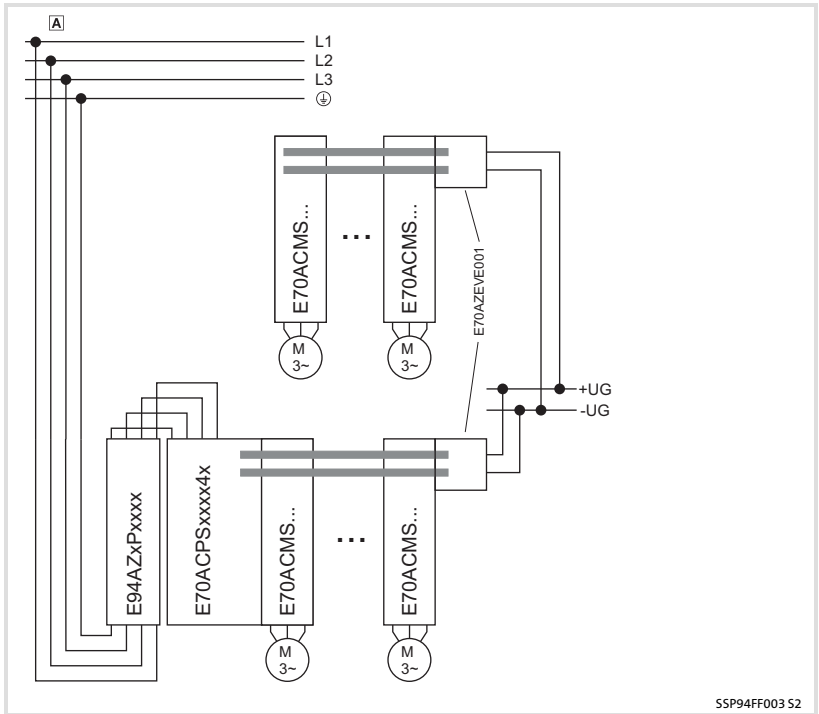 A
L1
L2
L3
E70ACMS...
...
E70ACMS...
E70AZEVE001
M
3~
M
3~
+UG
-UG
E94AZxPxxxx
E70ACPSxxxx4x
E70ACMS...
...
E70ACMS...
M
3~
M
3~
SSP94FF003 S2